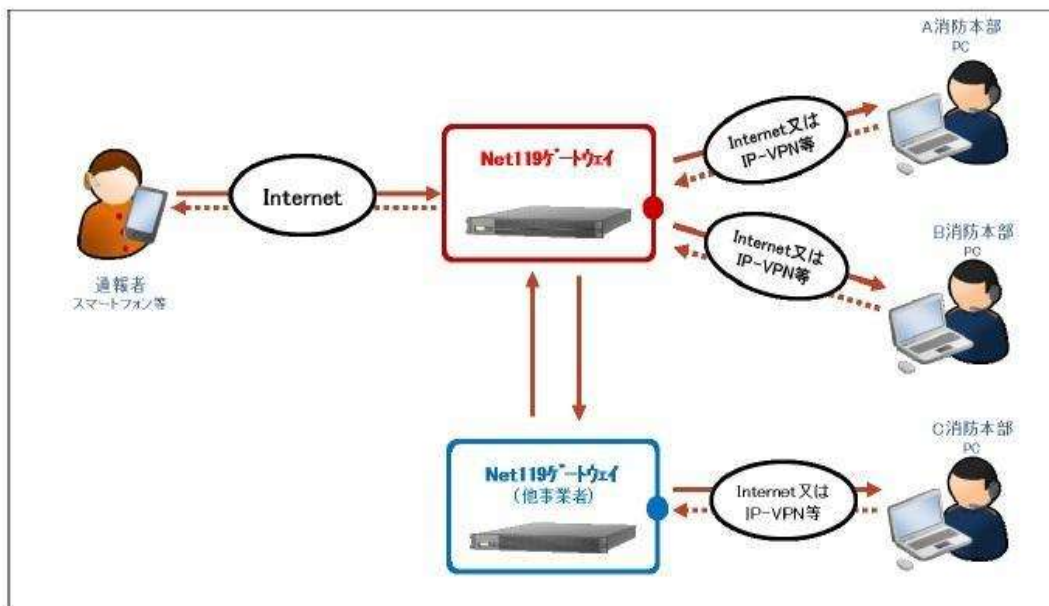 A消防本部
PC
Internet又は
IP-VPN等
Net119ゲートウェイ
Internet
通報者
スマートフォン等
Internet又は
IP-VPN等
B消防本部
PC
Net119ゲートウェイ
(他事業者)
Internet又は
IP-VPN等
C消防本部
PC